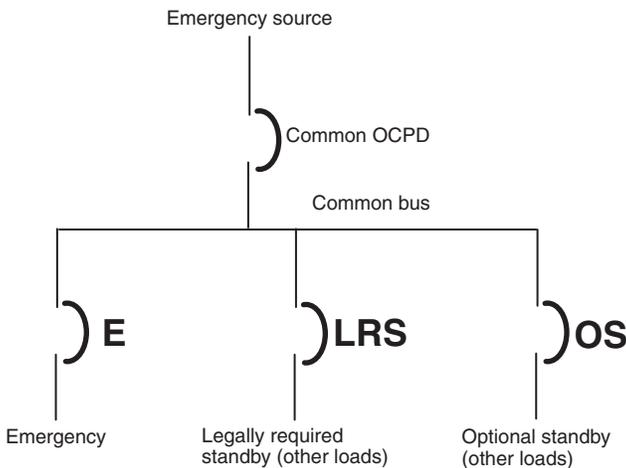 Emergency source
Common OCPD
Common bus
E
LRS
OS
Emergency
Legally required
standby (other loads)
Optional standby
(other loads)